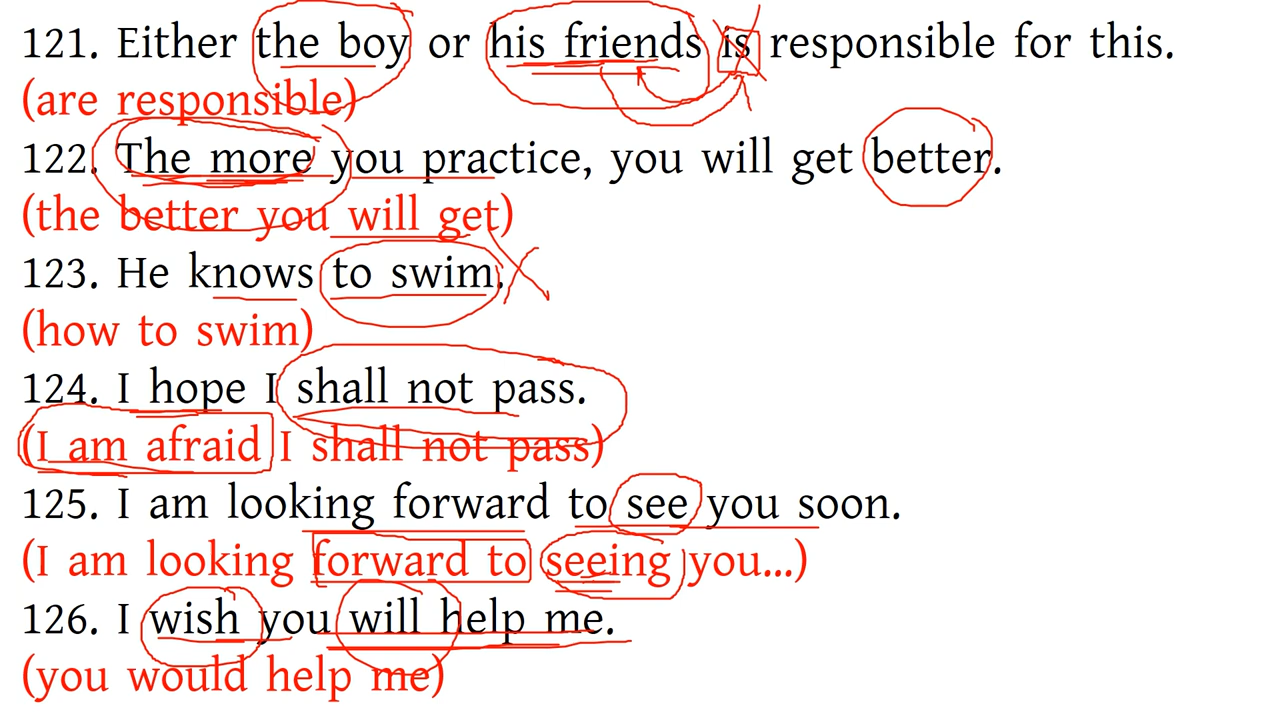 121. Either the boy or his friends is responsible for this.
(are responsible)
122. The more you practice, you will get better.
(the better you will get)
123. He knows to swim.
(how to swim)
124. I hope I shall not pass.
(I am afraid I shall not pass)
125. I am looking forward to see you soon.
(I am looking forward to seeing you...)
126. I wish you will help me.
(you would help me)